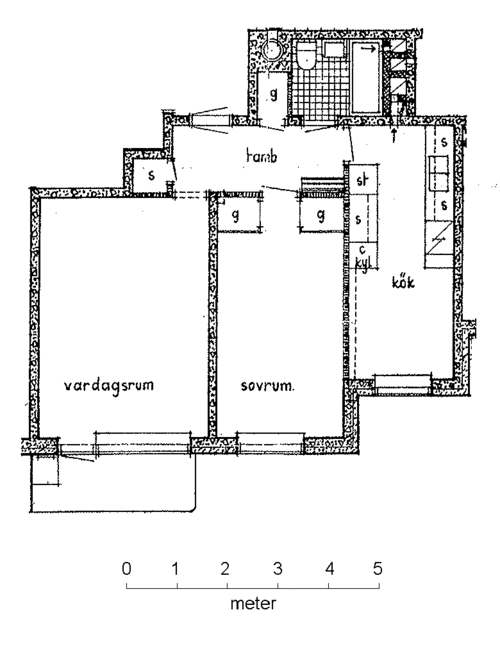 g
tamb
s
s
st
g
g
s
s
c
kyl
kök
vardagsrum
sovrum.
0 1 2 3 4 5
meter